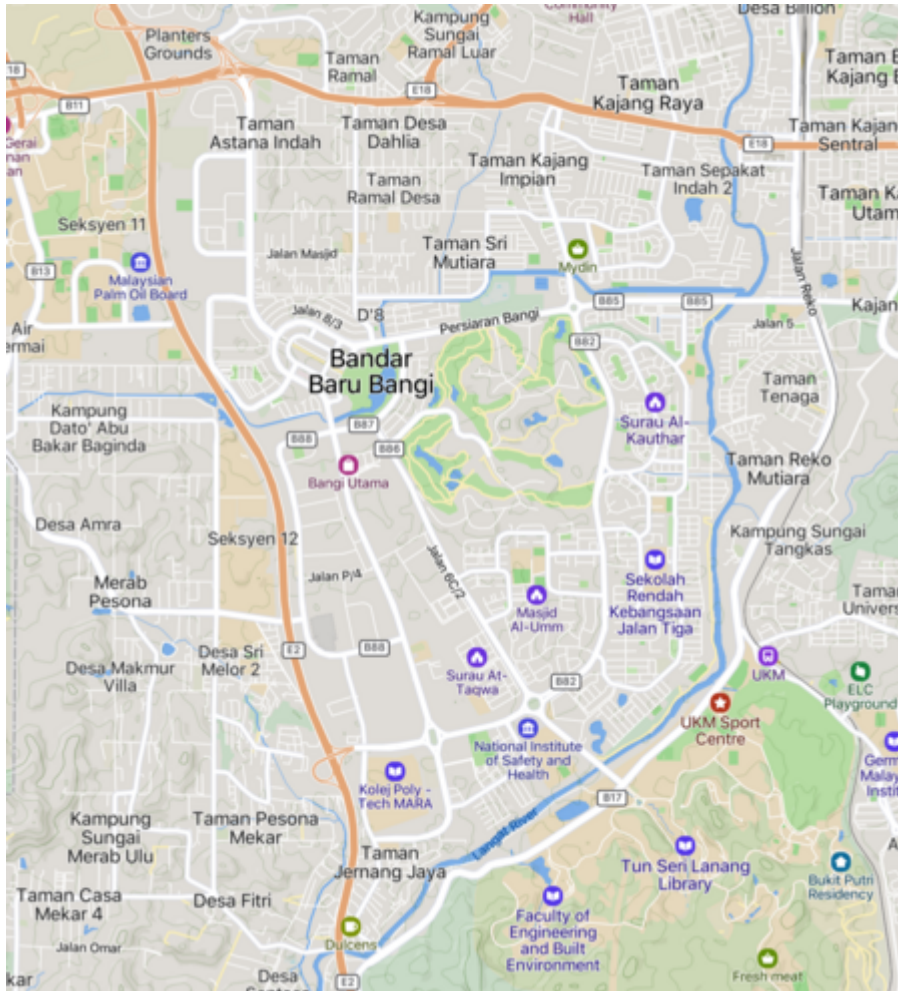 Community
Hall
Desa Billion
Planters
Grounds
Kampung
Sungai
Ramal Luar
Taman
Ramal
Taman
Kajang Raya
E18
B11
Taman
Astana Indah
Taman Desa
Dahlia
Taman Kajang
Sentral
E18
Gerai
Taman Kajang
Impian
Taman Sepakat
Indah 2
Taman
Ramal Desa
Seksyen 11
Taman Sri
Mutiara
Jalan Masjid
Mydin
B13
Malaysian
Palm Oil Board
Jalan Reko
Jalan 8/3
D'8
Persiaran Bangi
B85
B85
Air
Jalan 5
B82
Bandar
Baru Bangi
Taman
Tenaga
Kampung
Dato' Abu
Bakar Baginda
Surau Al-
Kauthar
B87
B88
B86
Bangi Utama
Taman Reko
Mutiara
Desa Amra
Seksyen 12
Kampung Sungai
Tangkas
Jalan 6C/2
Jalan P/4
Merab
Pesona
Sekolah
Rendah
Kebangsaan
Jalan Tiga
Masjid
Al-Umm
E2
B88
Desa Sri
Melor 2
Desa Makmur
Villa
Surau At-
Taqwa
B82
UKM
ELC
Playground
UKM Sport
Centre
National Institute
of Safety and
Health
Kolej Poly -
Tech MARA
B17
Langat River
Kampung
Sungai
Merab Ulu
Taman Pesona
Mekar
Taman
Jernang Jaya
Tun Seri Lanang
Library
Bukit Putri
Residency
Taman Casa
Mekar 4
Desa Fitri
Faculty of
Engineering
and Built
Environment
Dulcens
Jalan Omar
Fresh meat
Desa
E2